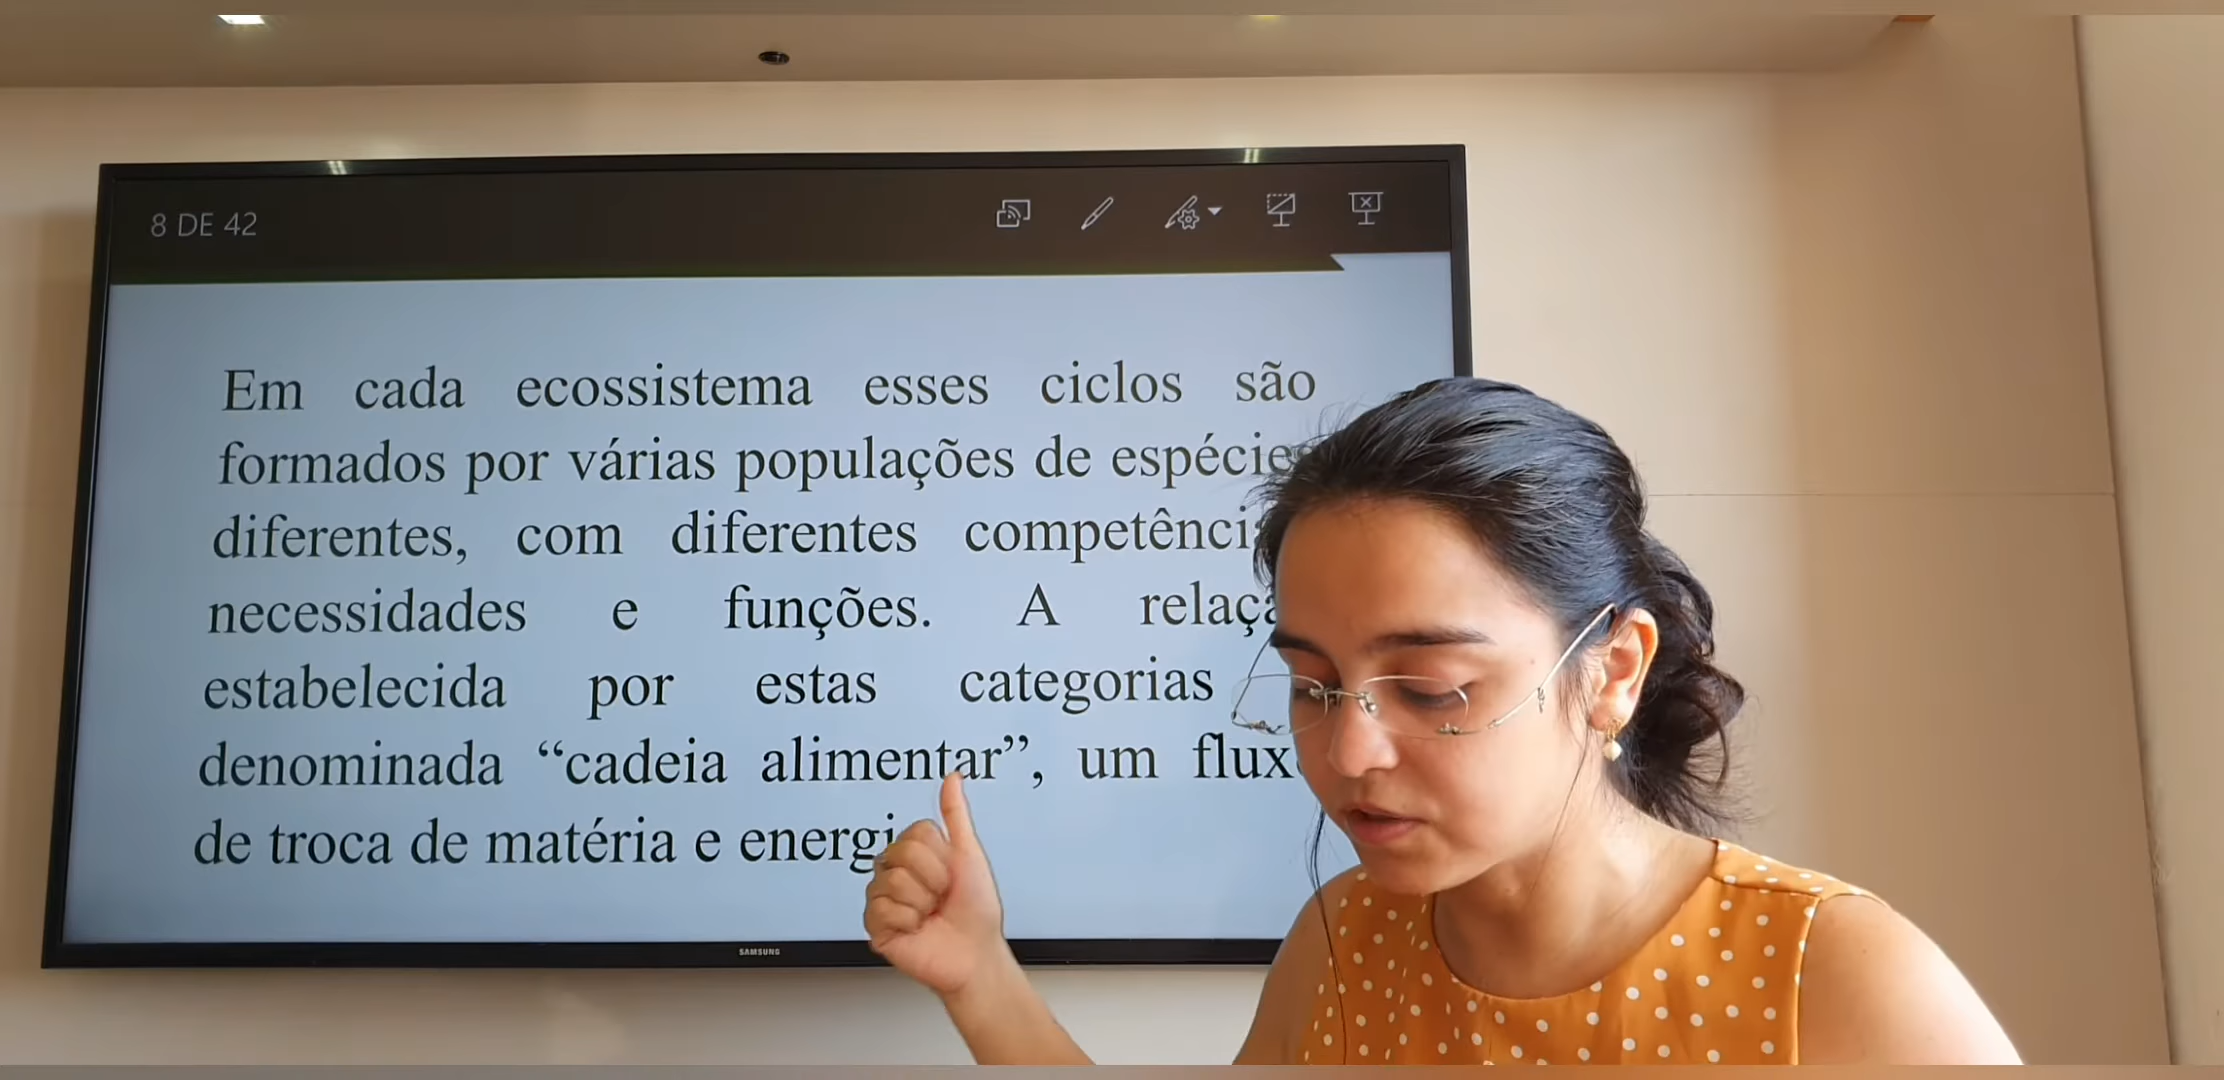 8 DE 42
Em cada ecossistema esses ciclos são
formados por várias populações de
diferentes, com diferentes
necessidades e funções. A
estabelecida por estas categorias
denominada “cadeia alimentar”, um
de troca de matéria e
SAMSUNG